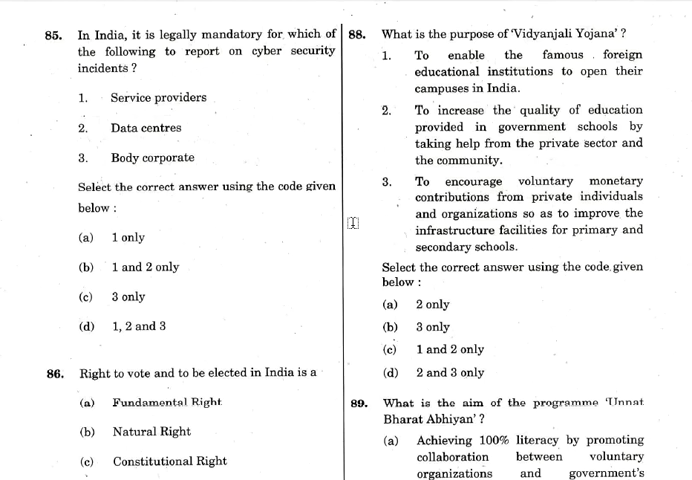 85. In India, it is legally mandatory for which of
the following to report on cyber security
incidents ?
1. Service providers
2. Data centres
3. Body corporate
Select the correct answer using the code given
below :
(a) 1 only
(b) 1 and 2 only
(c) 3 only
(d) 1, 2 and 3
86. Right to vote and to be elected in India is a
(a) Fundamental Right
(b) Natural Right
(c) Constitutional Right
88. What is the purpose of 'Vidyanjali Yojana' ?
1. To enable the famous foreign
educational institutions to open their
campuses in India.
2. To increase the quality of education
provided in government schools by
taking help from the private sector and
the community.
3. To encourage voluntary monetary
contributions from private individuals
and organizations so as to improve the
infrastructure facilities for primary and
secondary schools.
Select the correct answer using the code given
below :
(a) 2 only
(b) 3 only
(c) 1 and 2 only
(d) 2 and 3 only
89. What is the aim of the programme 'Unnat
Bharat Abhiyan' ?
(a) Achieving 100% literacy by promoting
collaboration between voluntary
organizations and government's